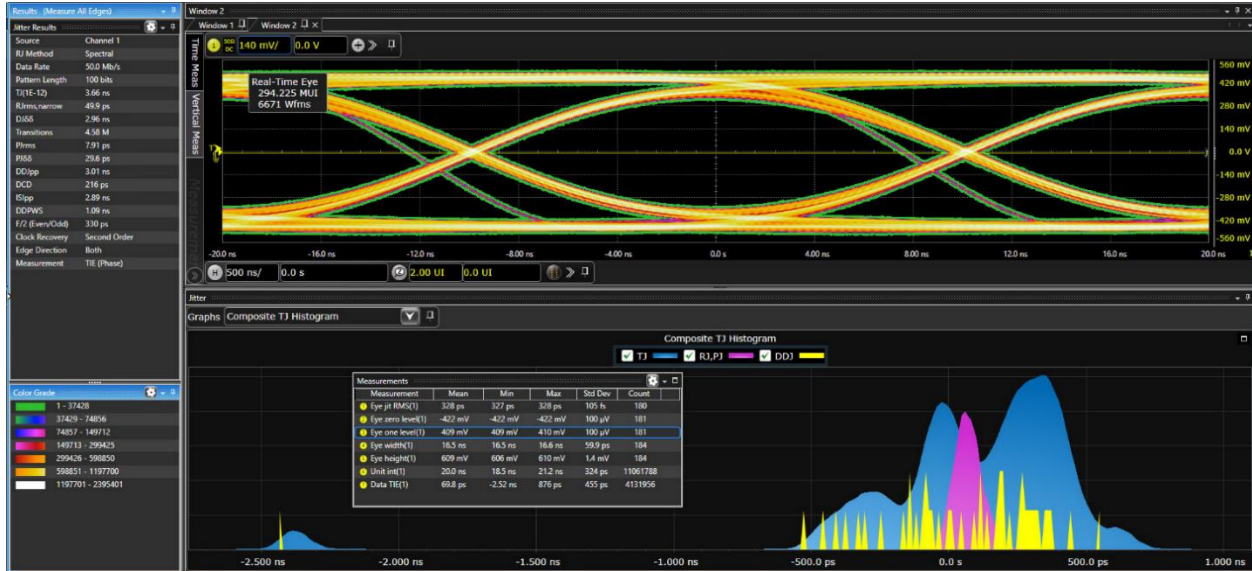 Results (Measure All Edges)
Jitter Results
Source Channel 1
RJ Method Spectral
Data Rate 50.0 Mb/s
Pattern Length 100 bits
TJ(1E-12) 3.66 ns
RJrms,narrow 49.9 ps
DJδδ 2.96 ns
Transitions 4.58 M
PJrms 7.91 ps
PJδδ 29.6 ps
DDJpp 3.01 ns
DCD 216 ps
ISIpp 2.89 ns
DDPWS 1.09 ns
F/2 (Even/Odd) 330 ps
Clock Recovery Second Order
Edge Direction Both
Measurement TIE (Phase)
Color Grade
1 - 37428
37429 - 74856
74857 - 149712
149713 - 299425
299426 - 598850
598851 - 1197700
1197701 - 2395401
Window 2
Window 1 Window 2
Time Meas
Vertical Meas
Measurements
1 50Ω DC 140 mV/ 0.0 V
Real-Time Eye
294.225 MUI
6671 Wfms
560 mV
420 mV
280 mV
140 mV
0.0 V
-140 mV
-280 mV
-420 mV
-560 mV
-20.0 ns -16.0 ns -12.0 ns -8.00 ns -4.00 ns 0.0 s 4.00 ns 8.00 ns 12.0 ns 16.0 ns 20.0 ns
H 500 ns/ 0.0 s 2.00 UI 0.0 UI
Jitter
Graphs Composite TJ Histogram
Composite TJ Histogram
TJ RJ,PJ DDJ
Measurements
Measurement Mean Min Max Std Dev Count
Eye jit RMS(1) 328 ps 327 ps 328 ps 105 fs 180
Eye zero level(1) -422 mV -422 mV -422 mV 100 µV 181
Eye one level(1) 409 mV 409 mV 410 mV 100 µV 181
Eye width(1) 16.5 ns 16.5 ns 16.6 ns 59.9 ps 184
Eye height(1) 609 mV 606 mV 610 mV 1.4 mV 184
Unit int(1) 20.0 ns 18.5 ns 21.2 ns 324 ps 11061788
Data TIE(1) 69.8 ps -2.52 ns 876 ps 455 ps 4131956
-2.500 ns -2.000 ns -1.500 ns -1.000 ns -500.0 ps 0.0 s 500.0 ps 1.000 ns